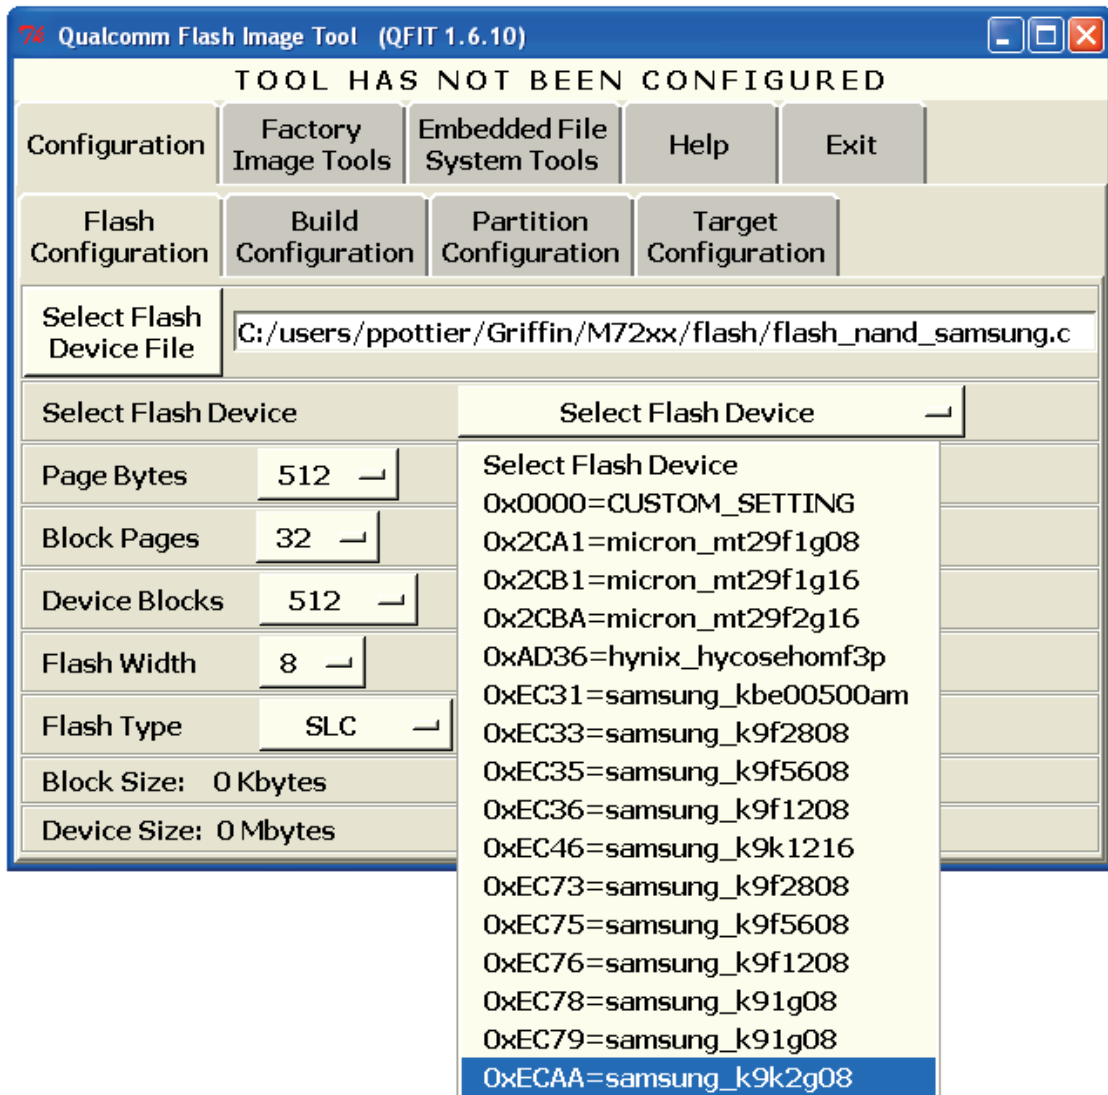 Qualcomm Flash Image Tool (QFIT 1.6.10)
TOOL HAS NOT BEEN CONFIGURED
Configuration
Factory
Image Tools
Embedded File
System Tools
Help
Exit
Flash
Configuration
Build
Configuration
Partition
Configuration
Target
Configuration
Select Flash
Device File
C:/users/ppottier/Griffin/M72xx/flash/flash_nand_samsung.c
Select Flash Device
Select Flash Device
Page Bytes
512
Block Pages
32
Device Blocks
512
Flash Width
8
Flash Type
SLC
Block Size: 0 Kbytes
Device Size: 0 Mbytes
Select Flash Device
0x0000=CUSTOM_SETTING
0x2CA1=micron_mt29f1g08
0x2CB1=micron_mt29f1g16
0x2CBA=micron_mt29f2g16
0xAD36=hynix_hycosehomf3p
0xEC31=samsung_kbe00500am
0xEC33=samsung_k9f2808
0xEC35=samsung_k9f5608
0xEC36=samsung_k9f1208
0xEC46=samsung_k9k1216
0xEC73=samsung_k9f2808
0xEC75=samsung_k9f5608
0xEC76=samsung_k9f1208
0xEC78=samsung_k91g08
0xEC79=samsung_k91g08
0xECAA=samsung_k9k2g08